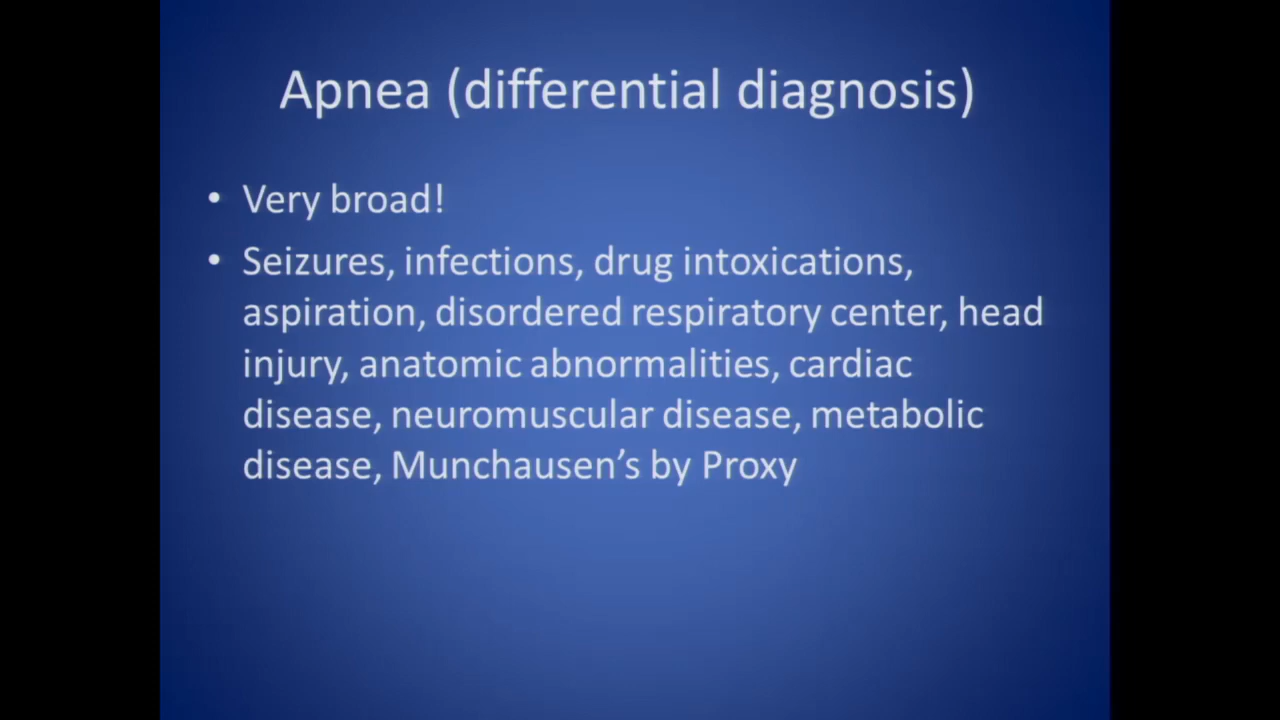 Apnea (differential diagnosis)
• Very broad!
• Seizures, infections, drug intoxications,
aspiration, disordered respiratory center, head
injury, anatomic abnormalities, cardiac
disease, neuromuscular disease, metabolic
disease, Munchausen’s by Proxy